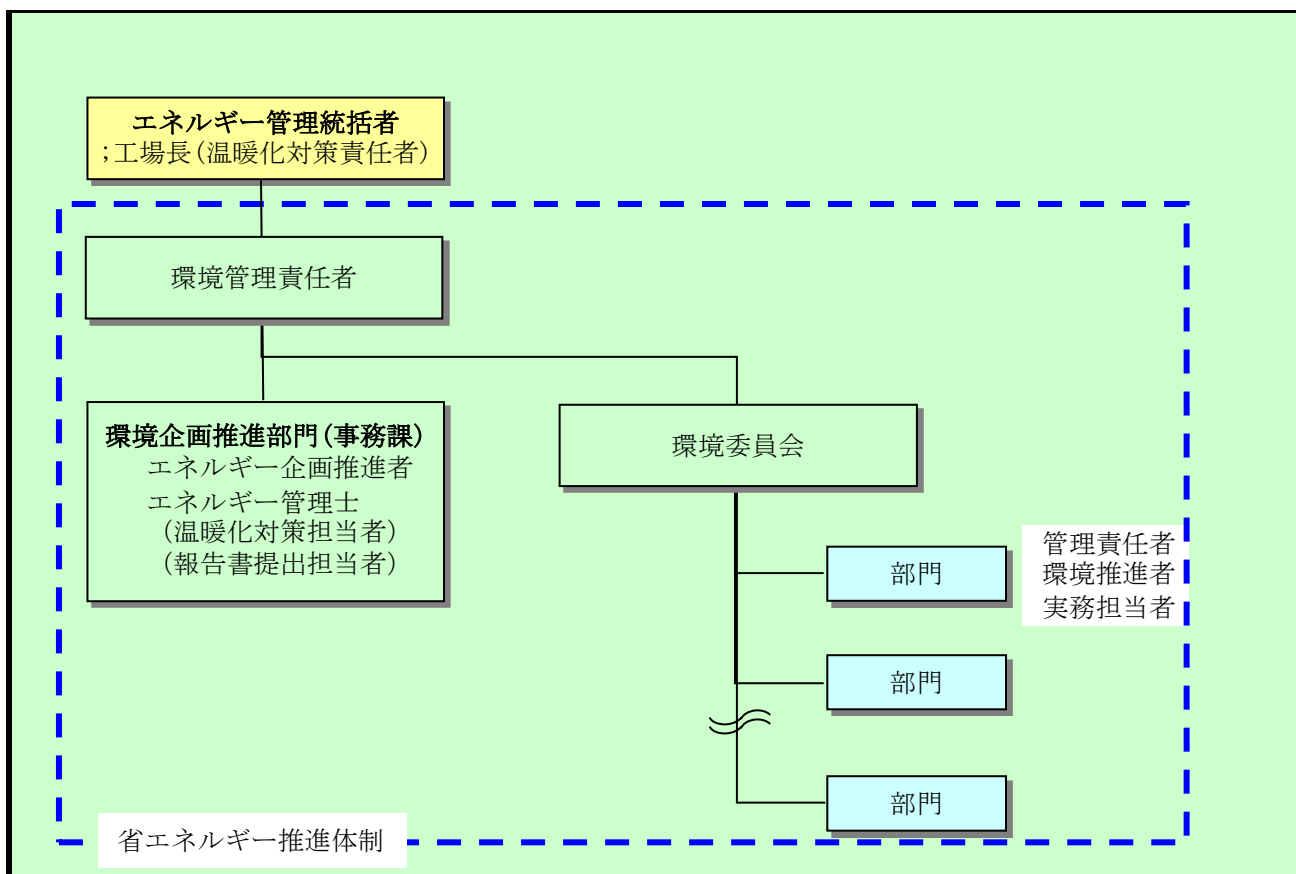 エネルギー管理統括者
;工場長(温暖化対策責任者)
環境管理責任者
環境企画推進部門(事務課)
エネルギー企画推進者
エネルギー管理士
(温暖化対策担当者)
(報告書提出担当者)
環境委員会
部門
管理責任者
環境推進者
実務担当者
部門
部門
省エネルギー推進体制